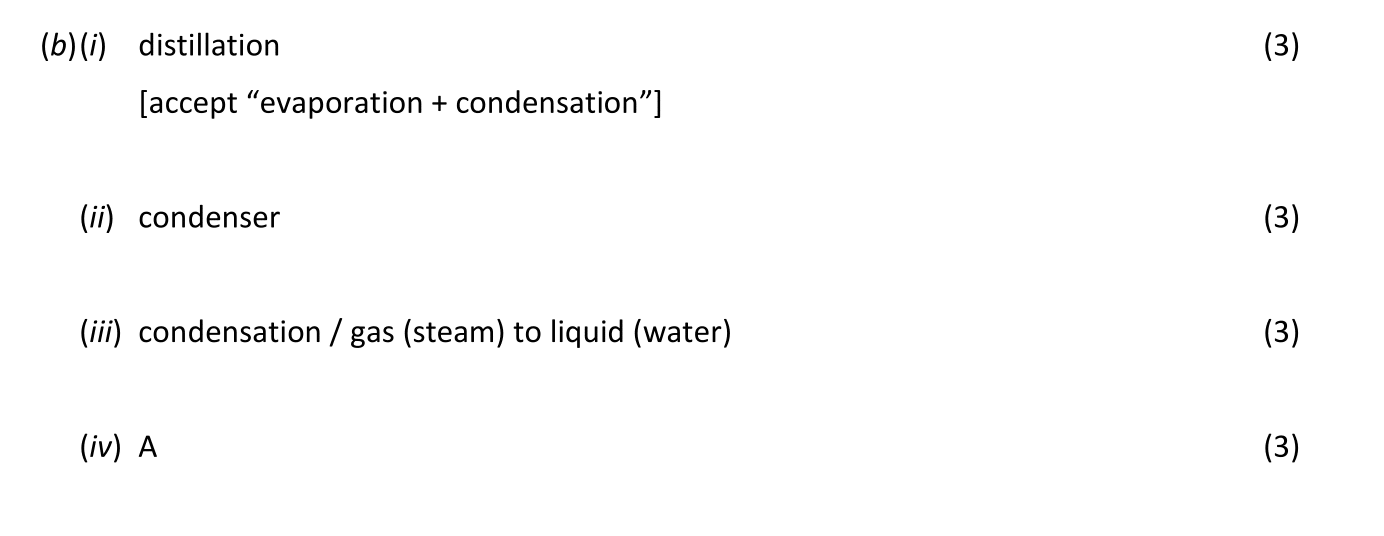 (b)(i) distillation (3)
[accept “evaporation + condensation”]
(ii) condenser (3)
(iii) condensation / gas (steam) to liquid (water) (3)
(iv) A (3)